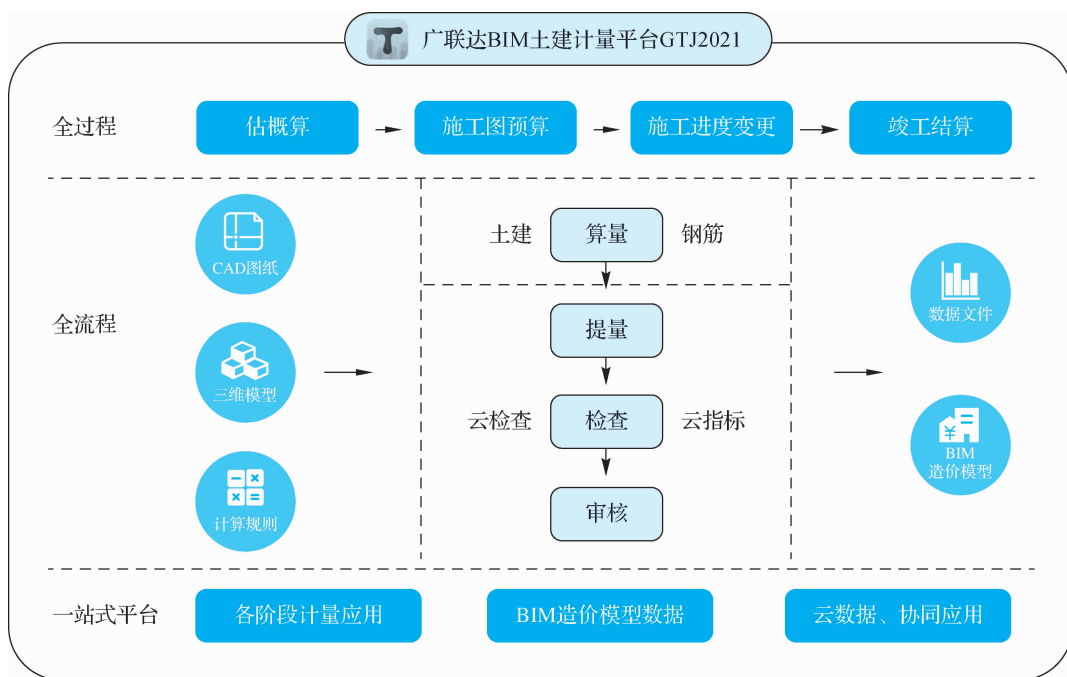 广联达BIM土建计量平台GTJ2021
全过程
估概算
施工图预算
施工进度变更
竣工结算
全流程
CAD图纸
三维模型
计算规则
土建
算量
钢筋
提量
云检查
检查
云指标
审核
数据文件
BIM
造价模型
一站式平台
各阶段计量应用
BIM造价模型数据
云数据、协同应用